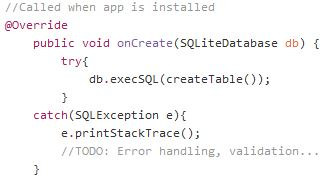 //Called when app is installed
@Override
public void onCreate(SQLiteDatabase db) {
try{
db.execSQL(createTable());
}
catch(SQLException e){
e.printStackTrace();
//TODO: Error handling, validation...
}